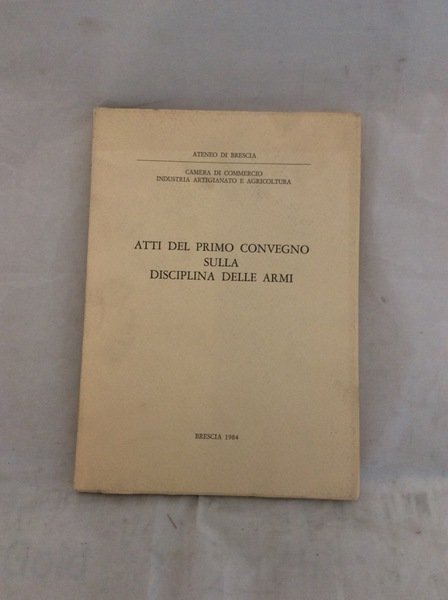 ATENEO DI BRESCIA
CAMERA DI COMMERCIO
INDUSTRIA ARTIGIANATO E AGRICOLTURA
ATTI DEL PRIMO CONVEGNO
SULLA
DISCIPLINA DELLE ARMI
BRESCIA 1984